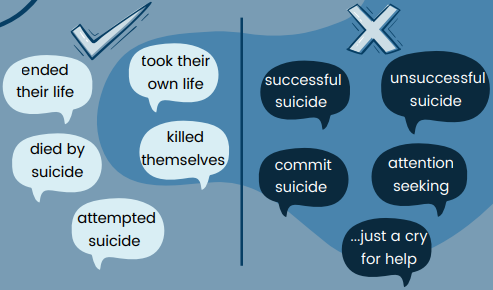 ended
their life
took their
own life
died by
suicide
killed
themselves
attempted
suicide
successful
suicide
unsuccessful
suicide
commit
suicide
attention
seeking
...just a cry
for help